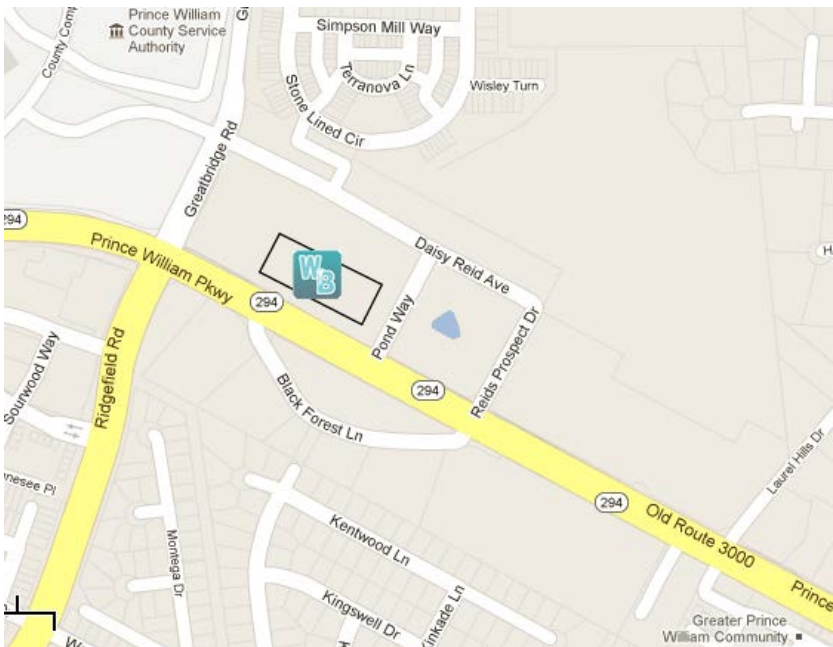 Prince William
County Service
Authority
Simpson Mill Way
Terranova Ln
Wisley Turn
Stone Lined Cir
County Comp
Greatbridge Rd
294
Prince William Pkwy
W
B
294
Daisy Reid Ave
Pond Way
Reids Prospect Dr
Ridgefield Rd
Sourwood Way
Black Forest Ln
294
Laurel Hills Dr
nesee Pl
294
Old Route 3000
Montega Dr
Kentwood Ln
Kingswell Dr
Kinkade Ln
Prince
Greater Prince
William Community